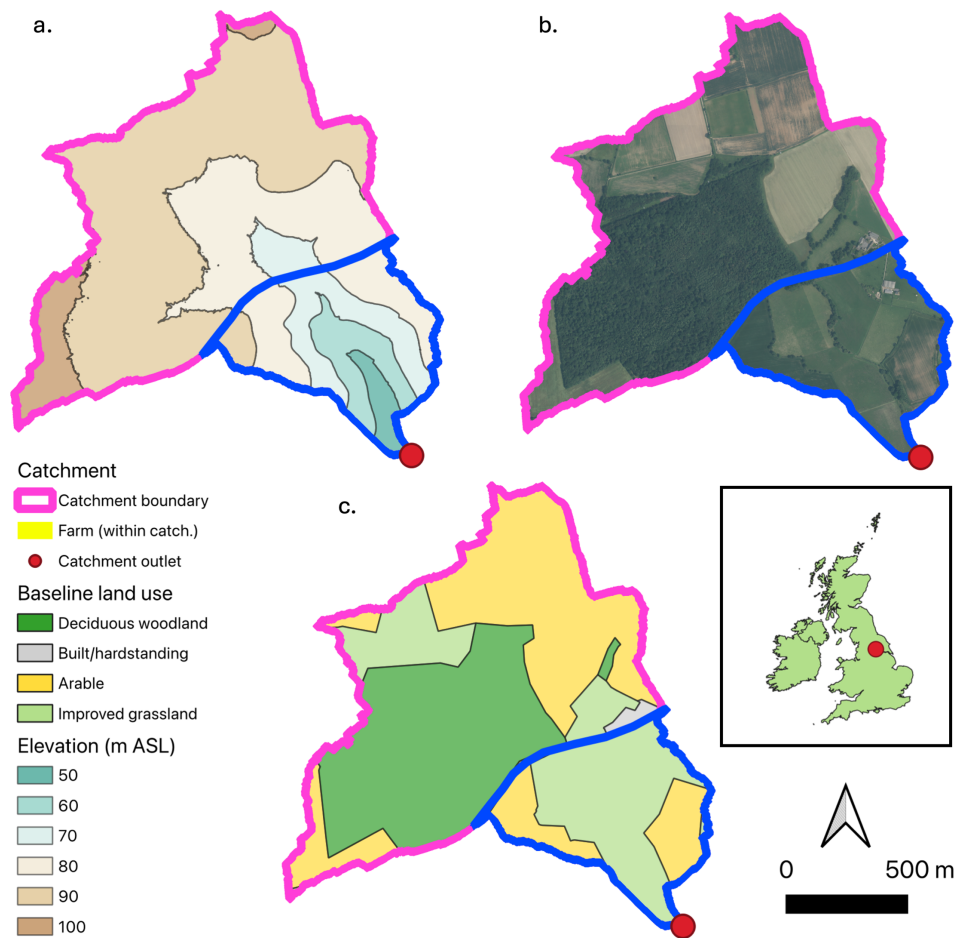 a.
b.
Catchment
Catchment boundary
Farm (within catch.)
Catchment outlet
Baseline land use
Deciduous woodland
Built/hardstanding
Arable
Improved grassland
Elevation (m ASL)
50
60
70
80
90
100
c.
0 500 m